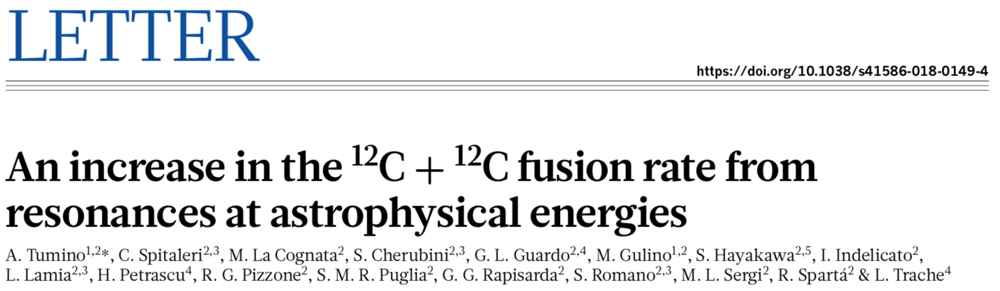 LETTER
https://doi.org/10.1038/s41586-018-0149-4
An increase in the ¹²C + ¹²C fusion rate from
resonances at astrophysical energies
A. Tumino¹,²*, C. Spitaleri²,³, M. La Cognata², S. Cherubini²,³, G. L. Guardo²,⁴, M. Gulino¹,², S. Hayakawa²,⁵, I. Indelicato²,
L. Lamia²,³, H. Petrascu⁴, R. G. Pizzone², S. M. R. Puglia², G. G. Rapisarda², S. Romano²,³, M. L. Sergi², R. Spartá² & L. Trache⁴